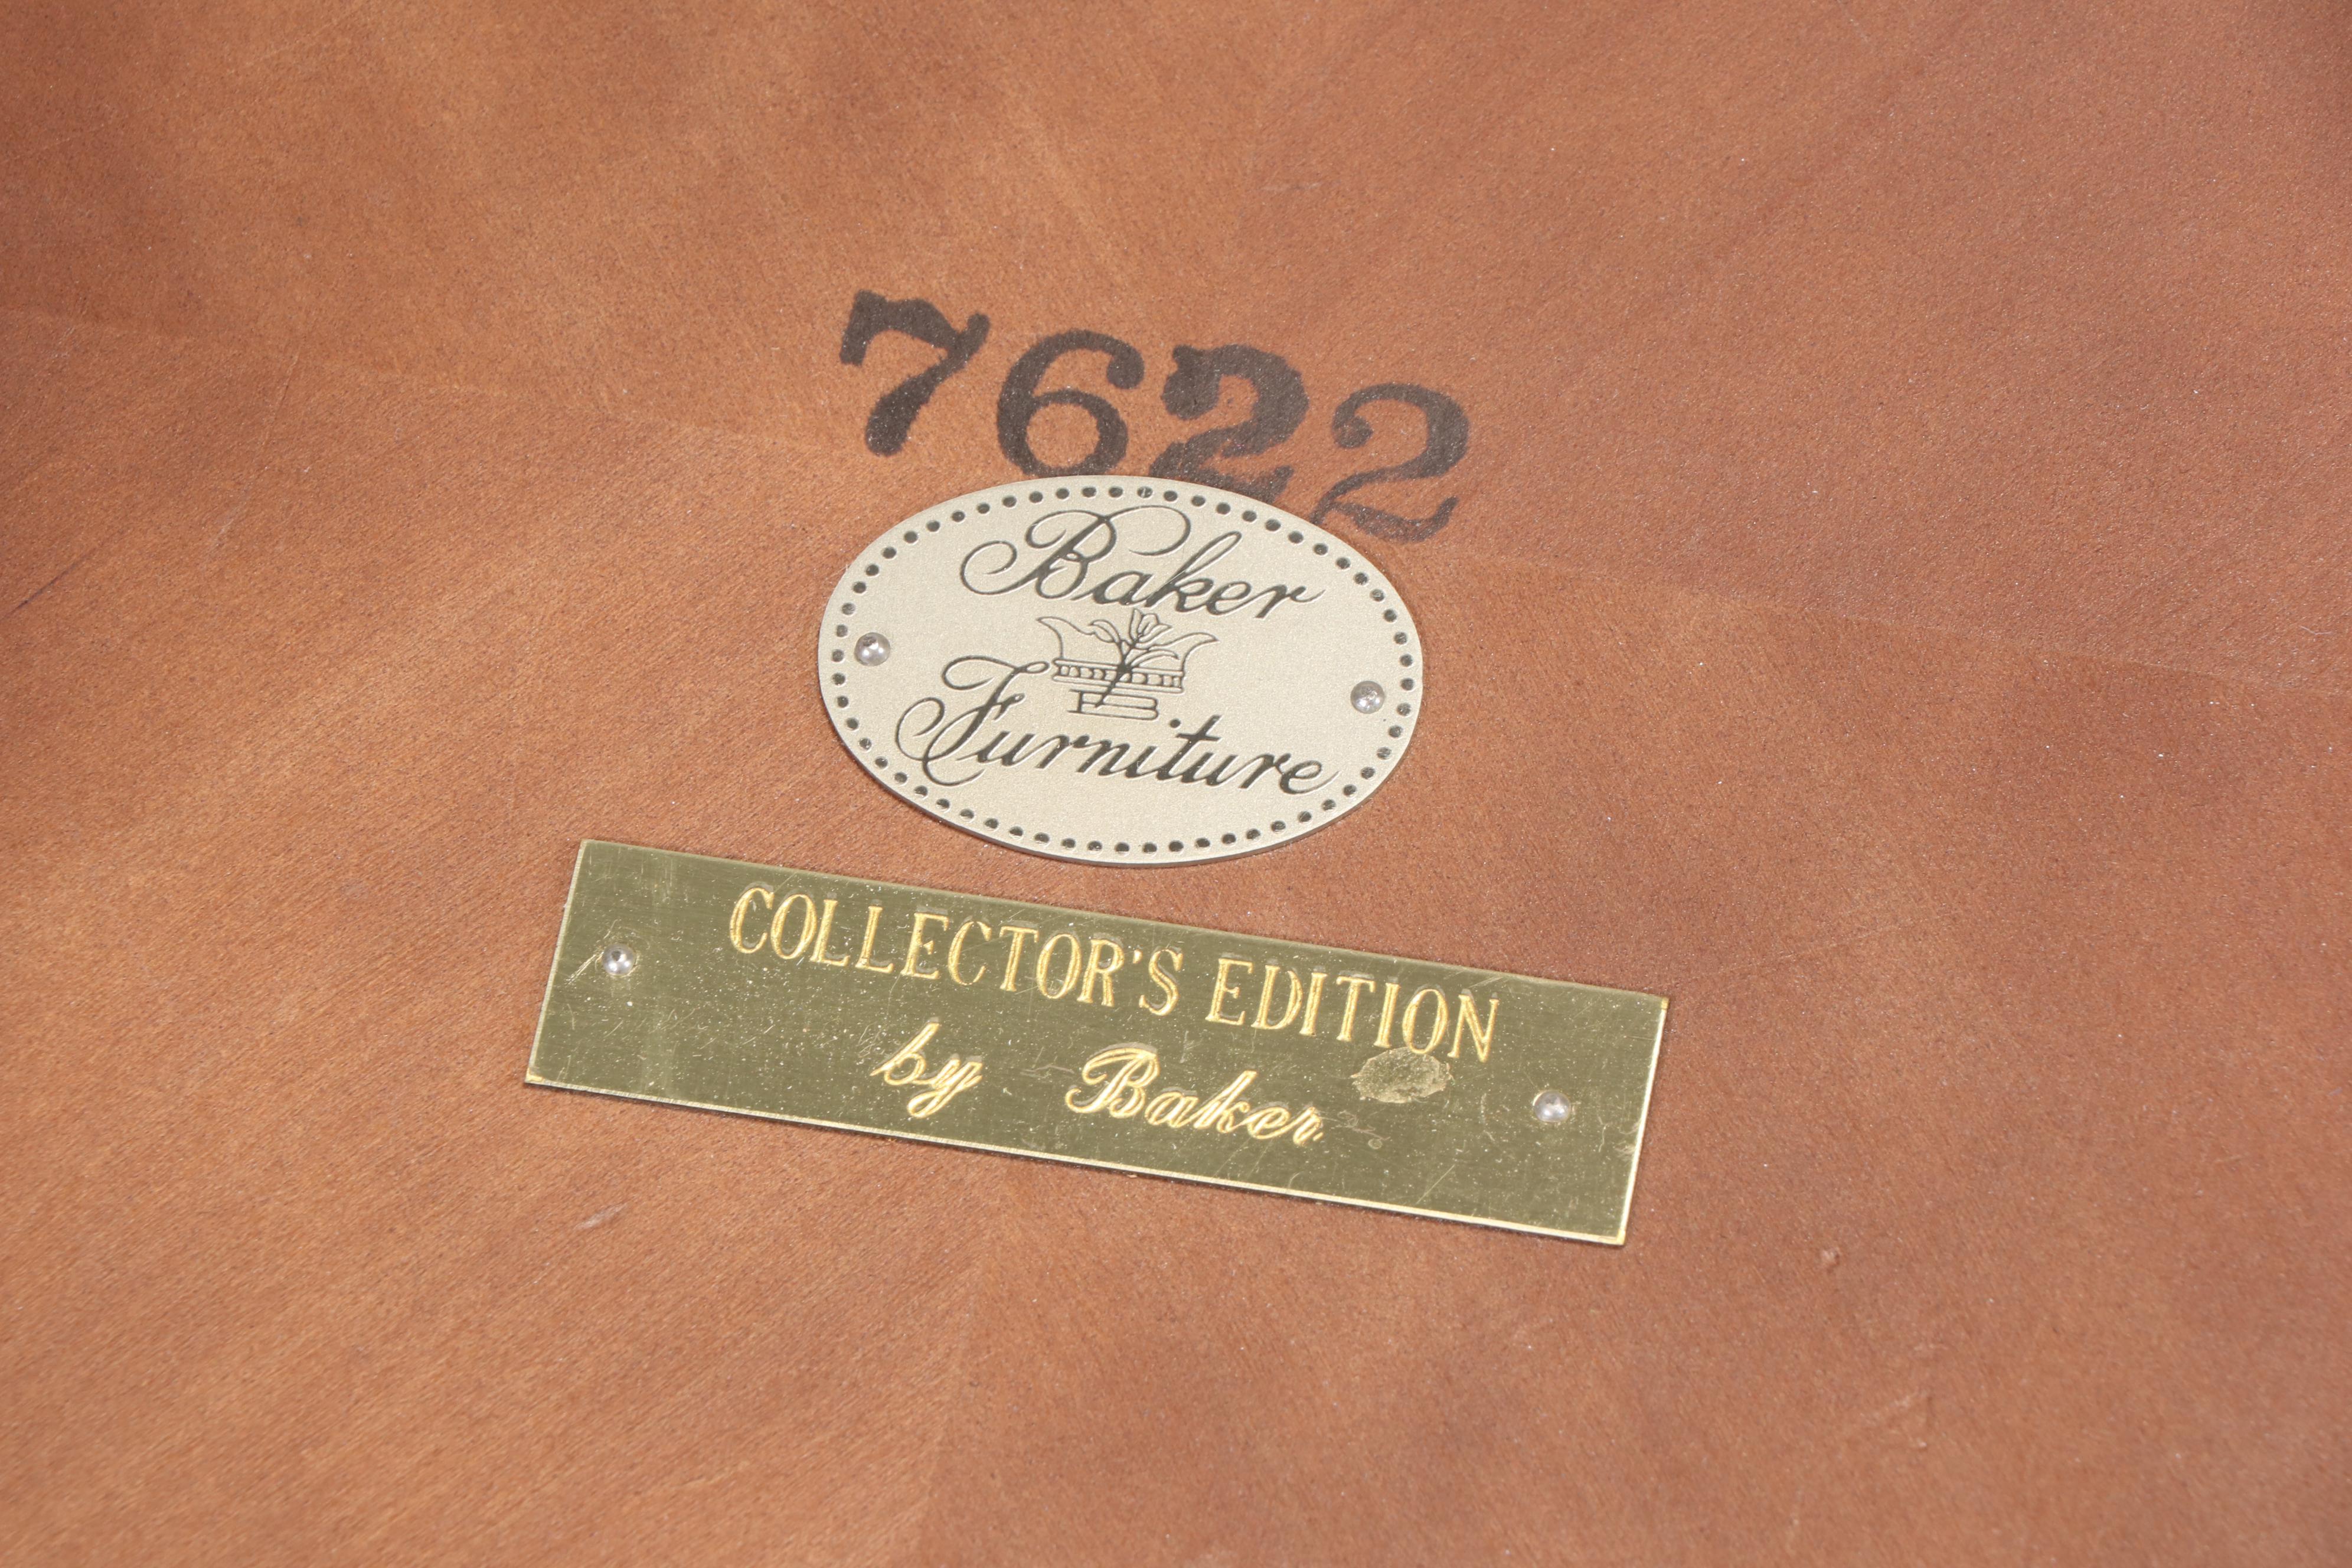 7622
Baker
Furniture
COLLECTOR'S EDITION
by Baker